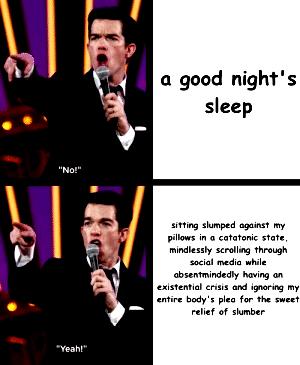 a good night's
sleep
"No!"
sitting slumped against my
pillows in a catatonic state,
mindlessly scrolling through
social media while
absentmindedly having an
existential crisis and ignoring my
entire body's plea for the sweet
relief of slumber
"Yeah!"